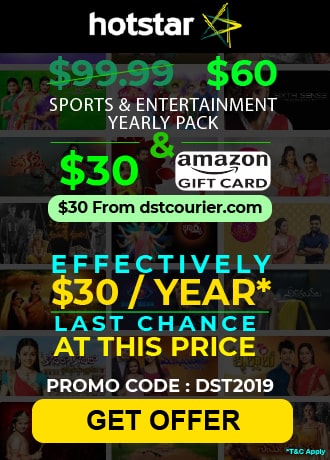 hotstar
$99.99 $60
SPORTS & ENTERTAINMENT
YEARLY PACK
&
$30 amazon
GIFT CARD
$30 From dstcourier.com
EFFECTIVELY
$30 / YEAR*
LAST CHANCE
AT THIS PRICE
PROMO CODE : DST2019
GET OFFER
*T&C Apply